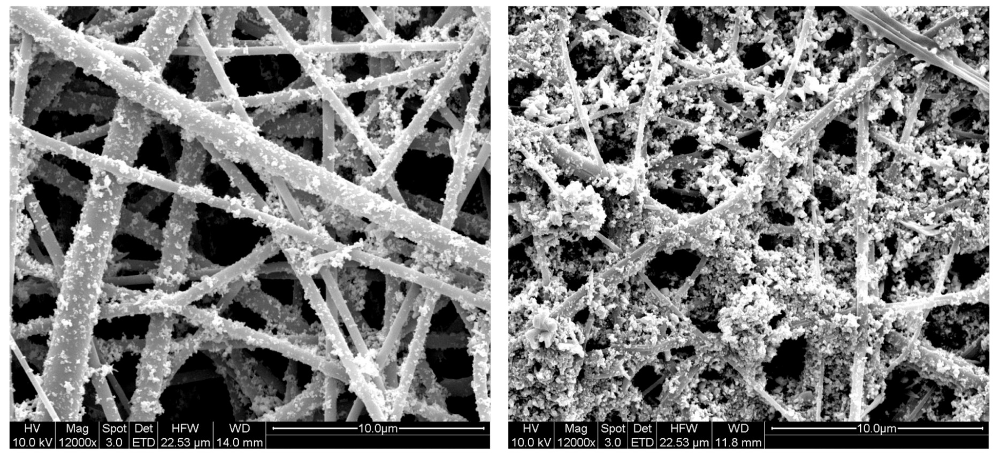 HV Mag Spot Det HFW WD 10.0µm
10.0 kV 12000x 3.0 ETD 22.53 µm 14.0 mm
HV Mag Spot Det HFW WD 10.0µm
10.0 kV 12000x 3.0 ETD 22.53 µm 11.8 mm